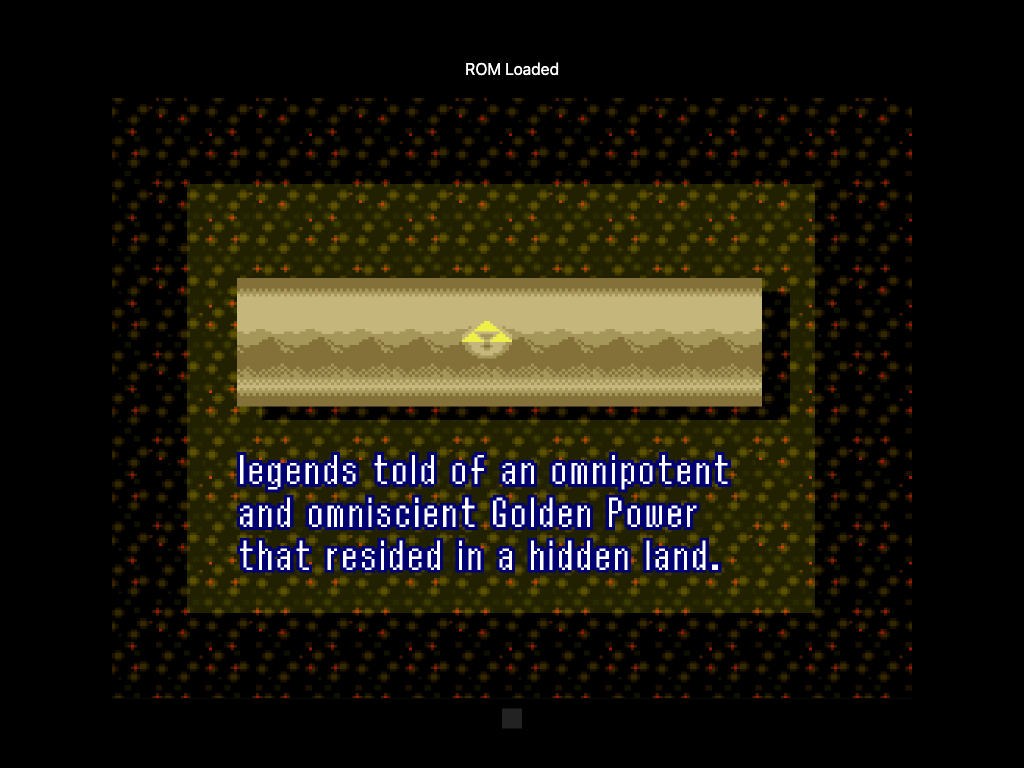 ROM Loaded
legends told of an omnipotent
and omniscient Golden Power
that resided in a hidden land.